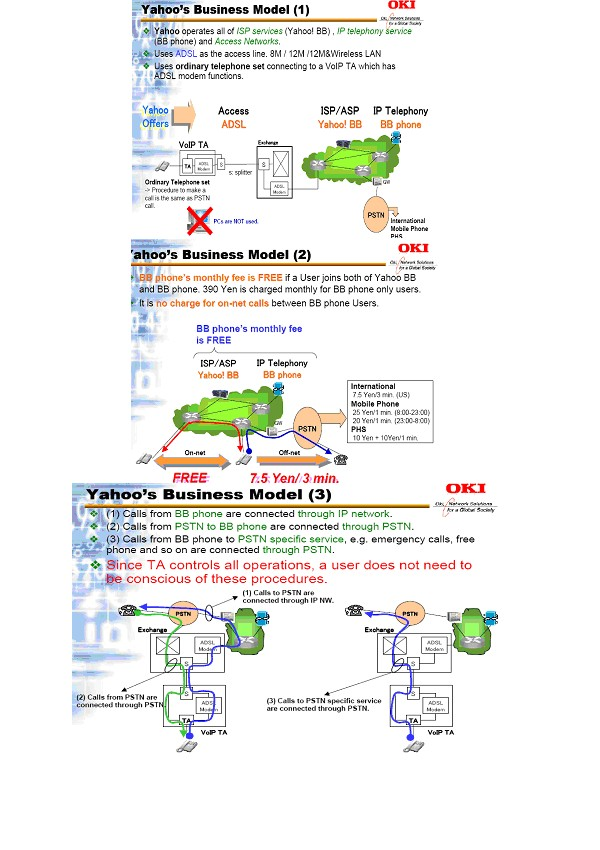 Yahoo's Business Model (1)
OKI
Network Solutions
for a Global Society
Yahoo operates all of ISP services (Yahoo! BB) , IP telephony service
(BB phone) and Access Networks.
Uses ADSL as the access line. 8M / 12M /12M&Wireless LAN
Uses ordinary telephone set connecting to a VoIP TA which has
ADSL modem functions.
Yahoo
Offers
Access
ADSL
ISP/ASP
Yahoo! BB
IP Telephony
BB phone
VoIP TA
Exchange
TA
ADSL
Modem
S
s: splitter
S
ADSL
Modem
GW
Ordinary Telephone set
-> Procedure to make a
call is the same as PSTN
call.
PCs are NOT used.
PSTN
International
Mobile Phone
PHS
Yahoo's Business Model (2)
OKI
Network Solutions
for a Global Society
BB phone's monthly fee is FREE if a User joins both of Yahoo BB
and BB phone. 390 Yen is charged monthly for BB phone only users.
It is no charge for on-net calls between BB phone Users.
BB phone's monthly fee
is FREE
ISP/ASP
Yahoo! BB
IP Telephony
BB phone
GW
PSTN
International
7.5 Yen/3 min. (US)
Mobile Phone
25 Yen/1 min. (8:00-23:00)
20 Yen/1 min. (23:00-8:00)
PHS
10 Yen + 10Yen/1 min.
On-net
Off-net
FREE
7.5 Yen/ 3 min.
Yahoo's Business Model (3)
OKI
Network Solutions
for a Global Society
(1) Calls from BB phone are connected through IP network.
(2) Calls from PSTN to BB phone are connected through PSTN.
(3) Calls from BB phone to PSTN specific service, e.g. emergency calls, free
phone and so on are connected through PSTN.
Since TA controls all operations, a user does not need to
be conscious of these procedures.
(1) Calls to PSTN are
connected through IP NW.
PSTN
Exchange
ADSL
Modem
S
(2) Calls from PSTN are
connected through PSTN.
S
ADSL
Modem
TA
VoIP TA
PSTN
Exchange
ADSL
Modem
S
(3) Calls to PSTN specific service
are connected through PSTN.
S
ADSL
Modem
TA
VoIP TA